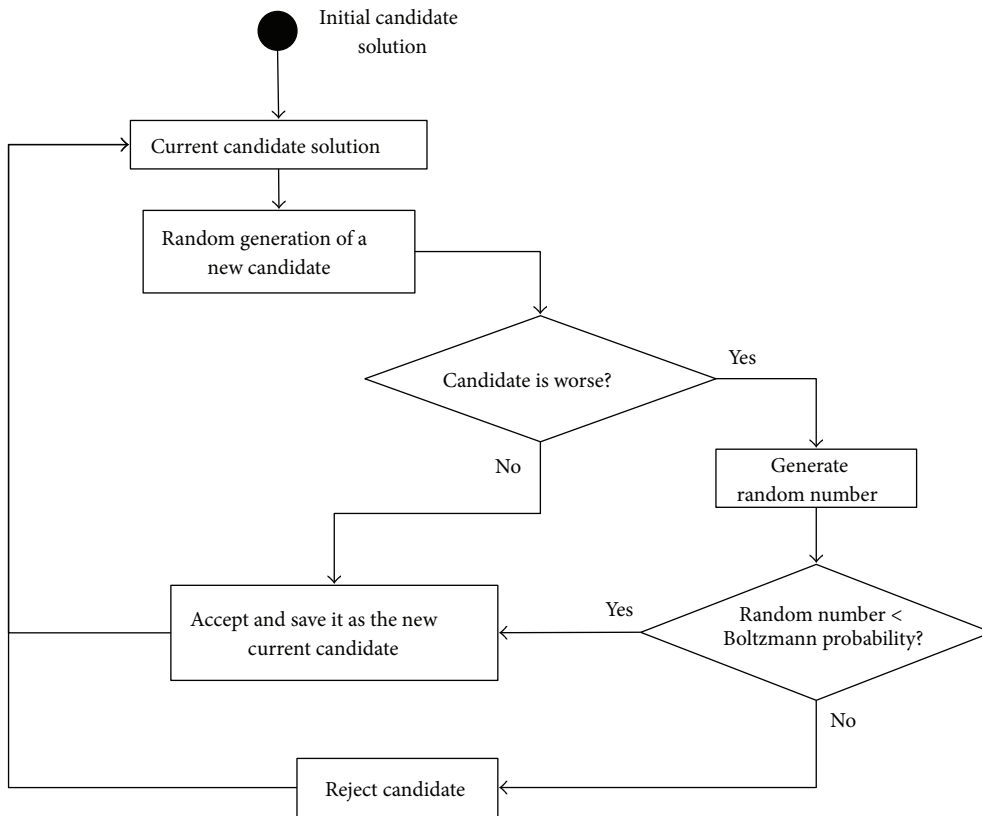 Initial candidate
solution
Current candidate solution
Random generation of a
new candidate
Candidate is worse?
Yes
No
Generate
random number
Random number <
Boltzmann probability?
Yes
Accept and save it as the new
current candidate
No
Reject candidate